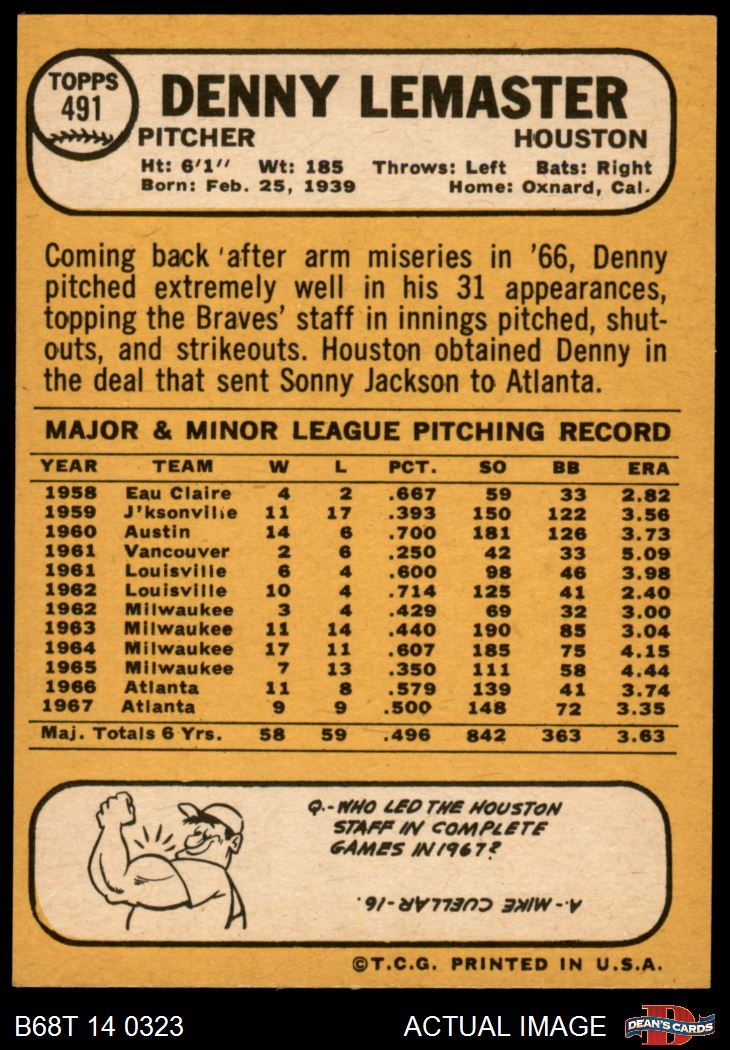 TOPPS
491
DENNY LEMASTER
PITCHER HOUSTON
Ht: 6'1" Wt: 185 Throws: Left Bats: Right
Born: Feb. 25, 1939 Home: Oxnard, Cal.
Coming back after arm miseries in '66, Denny
pitched extremely well in his 31 appearances,
topping the Braves' staff in innings pitched, shut-
outs, and strikeouts. Houston obtained Denny in
the deal that sent Sonny Jackson to Atlanta.
MAJOR & MINOR LEAGUE PITCHING RECORD
YEAR TEAM W L PCT. SO BB ERA
1958 Eau Claire 4 2 .667 59 33 2.82
1959 J'ksonville 11 17 .393 150 122 3.56
1960 Austin 14 6 .700 181 126 3.73
1961 Vancouver 2 6 .250 42 33 5.09
1961 Louisville 6 4 .600 98 46 3.98
1962 Louisville 10 4 .714 125 41 2.40
1962 Milwaukee 3 4 .429 69 32 3.00
1963 Milwaukee 11 14 .440 190 85 3.04
1964 Milwaukee 17 11 .607 185 75 4.15
1965 Milwaukee 7 13 .350 111 58 4.44
1966 Atlanta 11 8 .579 139 41 3.74
1967 Atlanta 9 9 .500 148 72 3.35
Maj. Totals 6 Yrs. 58 59 .496 842 363 3.63
Q.-WHO LED THE HOUSTON
STAFF IN COMPLETE
GAMES IN 1967?
A.-MIKE CUELLAR-16.
©T.C.G. PRINTED IN U.S.A.
B68T 14 0323 ACTUAL IMAGE D DEAN'S CARDS